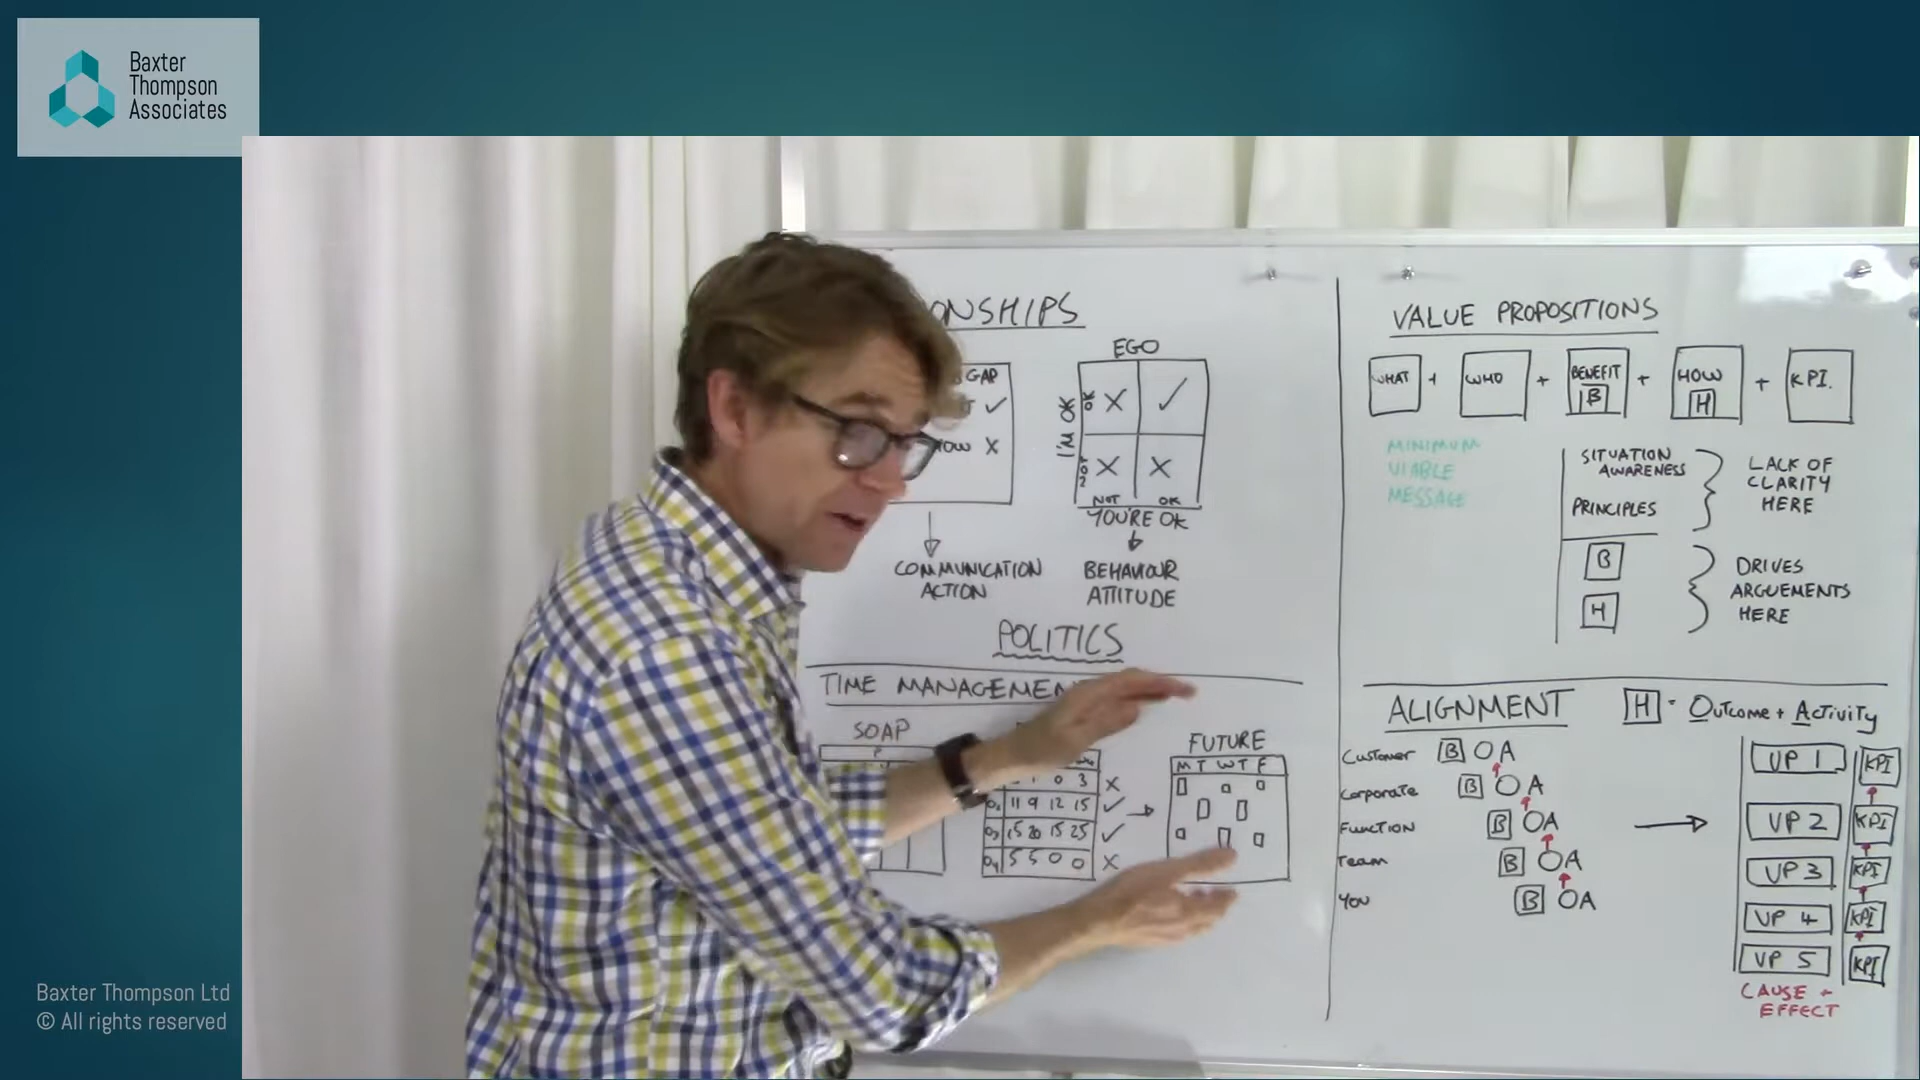 Baxter
Thompson
Associates
ONSHIPS
GAP
OW X
EGO
I'M OK
OK
X ✓
X X
NOT
NOT OK
YOU'RE OK
COMMUNICATION
ACTION
BEHAVIOUR
ATTITUDE
POLITICS
TIME MANAGEMEN
SOAP
P
0 3 X
11 9 12 15 ✓
15 20 15 25 ✓
5 5 0 0 X
FUTURE
M T W T F
VALUE PROPOSITIONS
WHAT + WHO + BENEFIT + HOW + KPI.
B H
MINIMUM
VIABLE
MESSAGE
SITUATION
AWARENESS
PRINCIPLES
LACK OF
CLARITY
HERE
B
H
DRIVES
ARGUEMENTS
HERE
ALIGNMENT
H = Outcome + Activity
Customer B O A
Corporate B O A
FUNCTION B O A
Team B O A
You B O A
VP 1 KPI
VP 2 KPI
VP 3 KPI
VP 4 KPI
VP 5 KPI
CAUSE +
EFFECT
Baxter Thompson Ltd
© All rights reserved